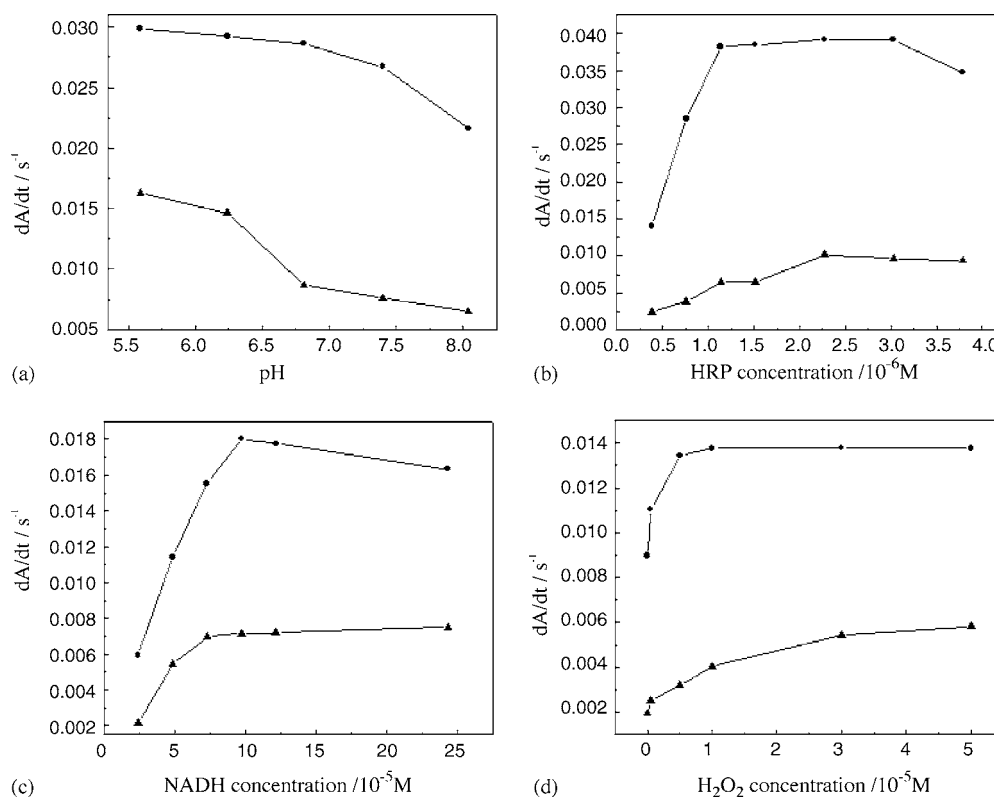 0.030
0.025
0.020
0.015
0.010
0.005
dA/dt / s⁻¹
5.5 6.0 6.5 7.0 7.5 8.0
(a) pH
0.040
0.035
0.030
0.025
0.020
0.015
0.010
0.005
0.000
dA/dt / s⁻¹
0.0 0.5 1.0 1.5 2.0 2.5 3.0 3.5 4.0
(b) HRP concentration /10⁻⁶M
0.018
0.016
0.014
0.012
0.010
0.008
0.006
0.004
0.002
dA/dt / s⁻¹
0 5 10 15 20 25
(c) NADH concentration /10⁻⁵M
0.014
0.012
0.010
0.008
0.006
0.004
0.002
dA/dt / s⁻¹
0 1 2 3 4 5
(d) H₂O₂ concentration /10⁻⁵M